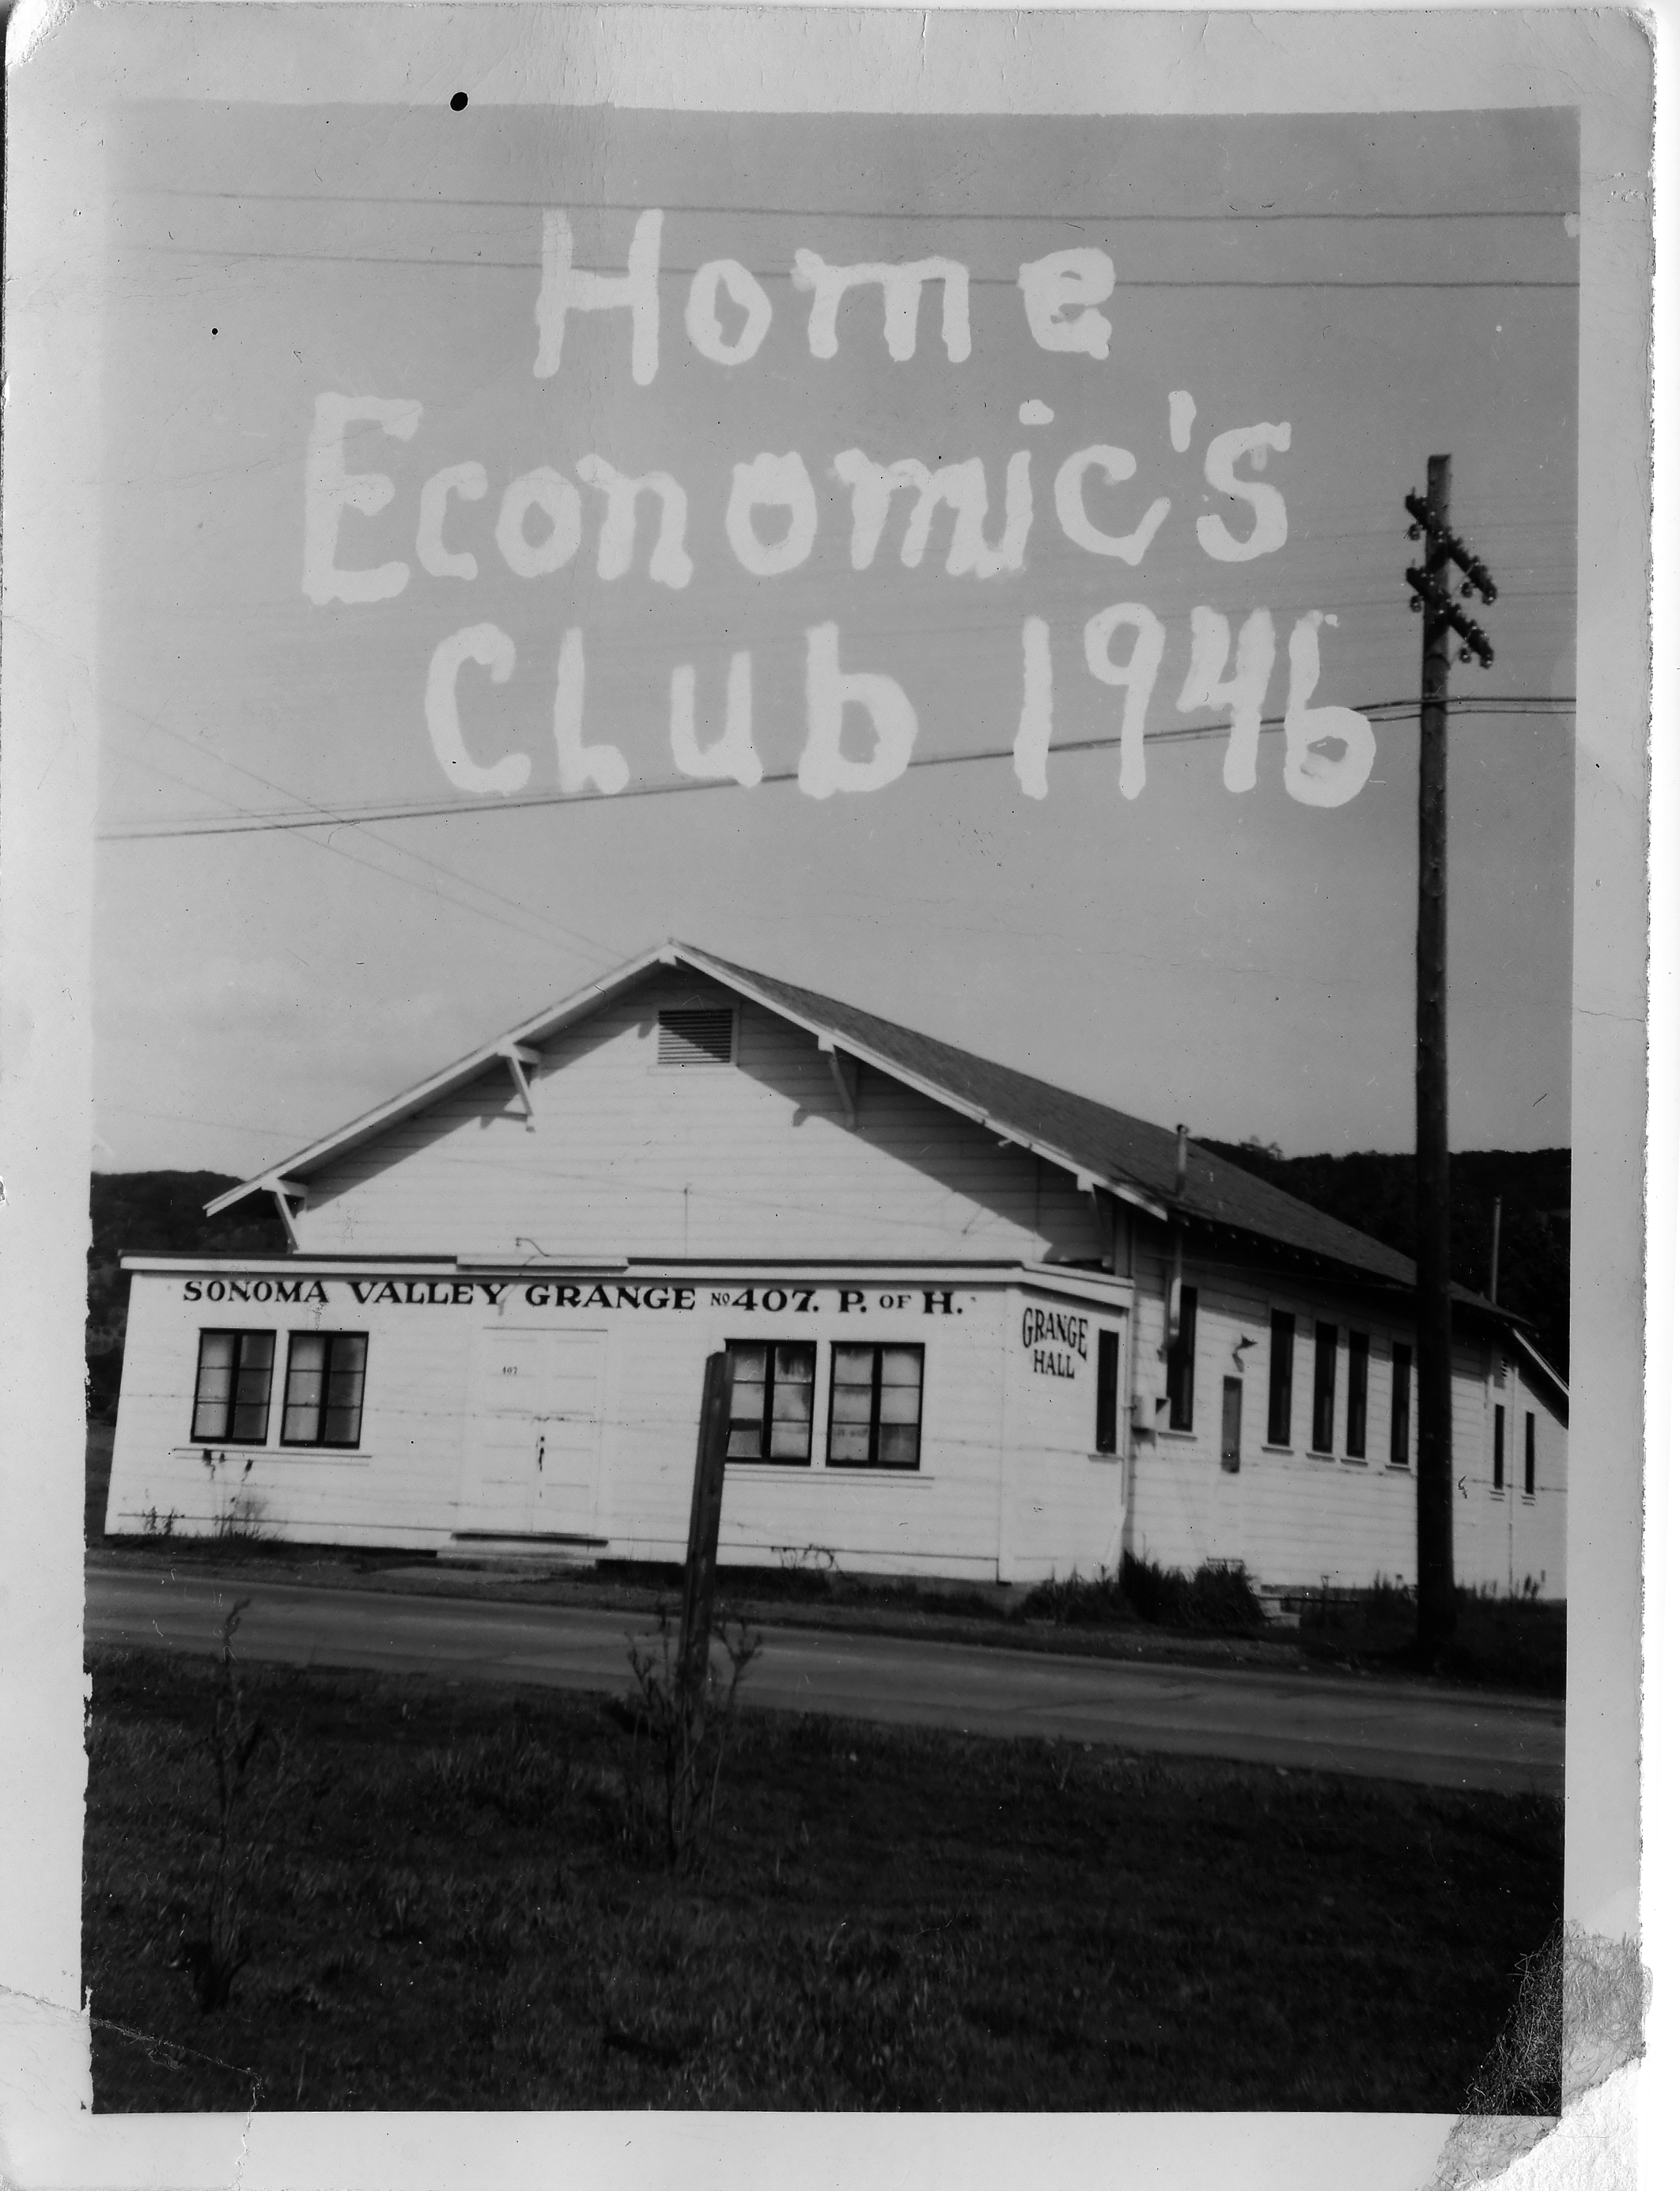 Home
Economic's
Club 1946
SONOMA VALLEY GRANGE No 407. P. OF H.
GRANGE
HALL
407